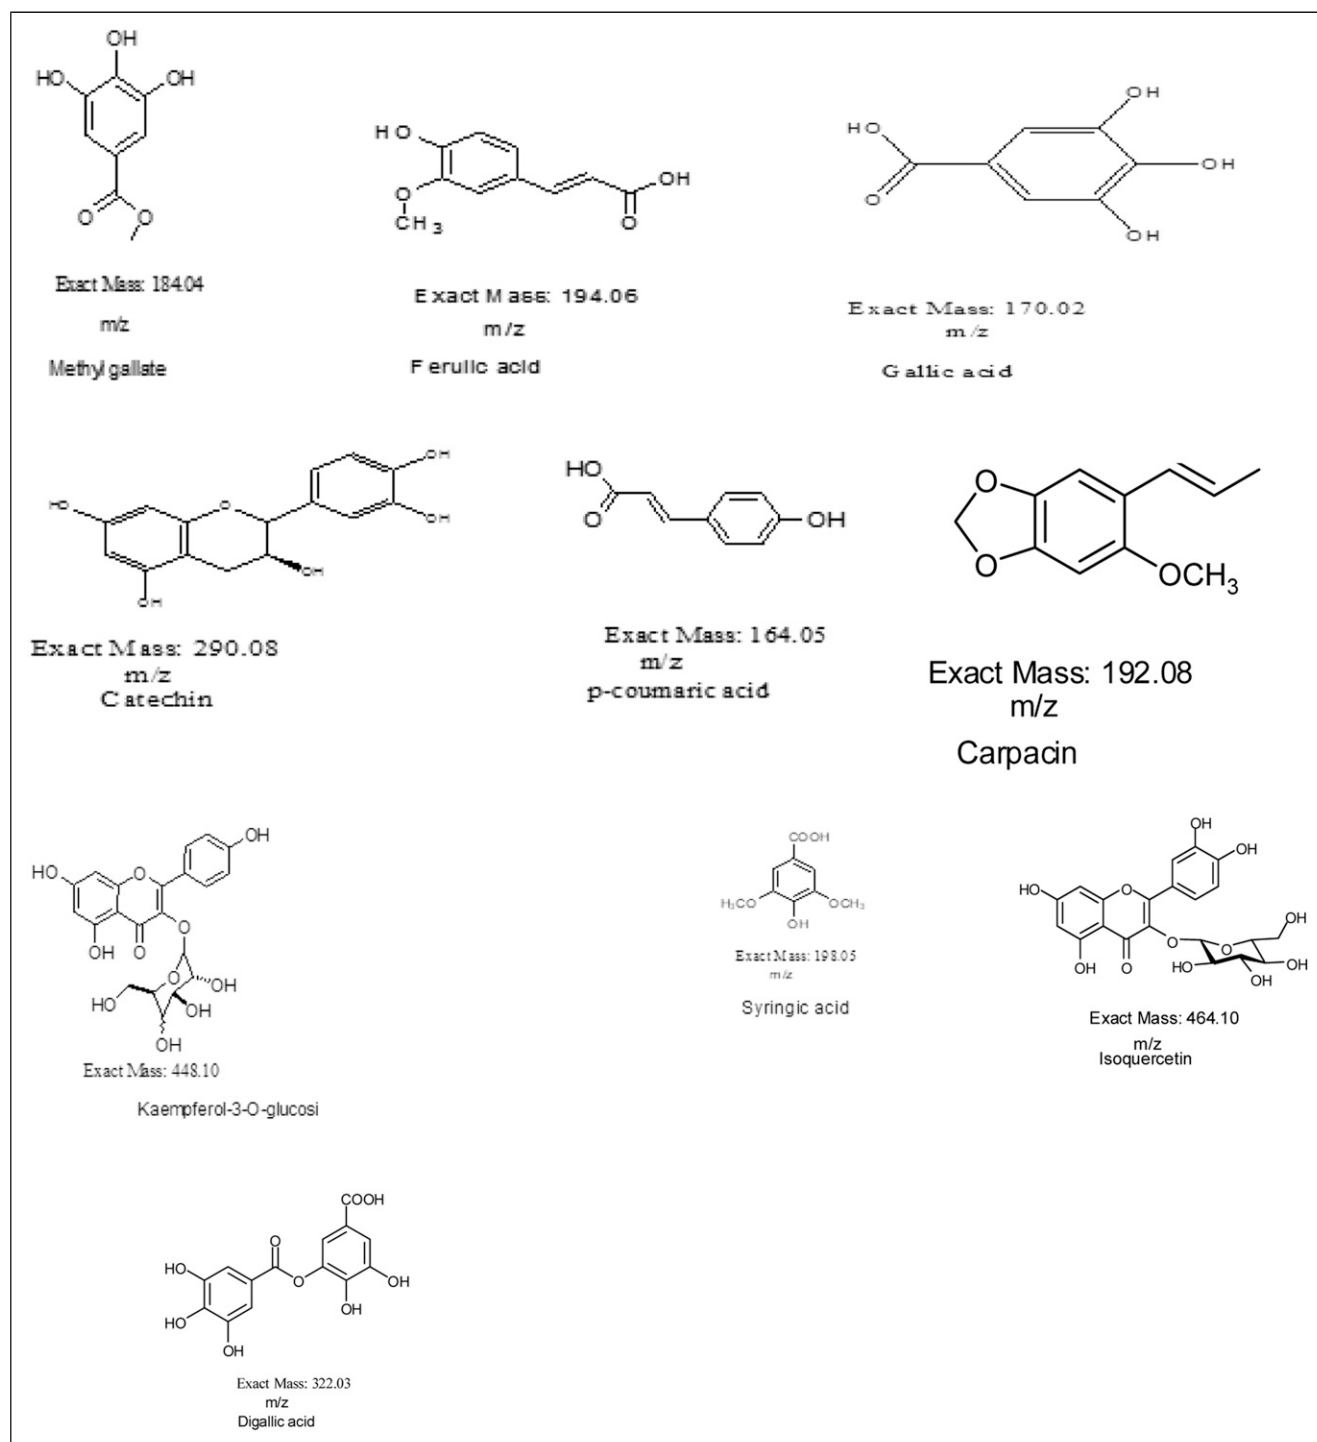 OH
HO
OH
O
O
Exact Mass: 184.04
m/z
Methyl gallate
HO
O
CH3
OH
O
Exact Mass: 194.06
m/z
Ferulic acid
OH
HO
OH
O
OH
Exact Mass: 170.02
m/z
Gallic acid
OH
HO
O
OH
OH
OH
Exact Mass: 290.08
m/z
Catechin
HO
O
OH
Exact Mass: 164.05
m/z
p-coumaric acid
O
O
OCH3
Exact Mass: 192.08
m/z
Carpacin
OH
HO
O
O
OH
O
O
OH
HO
OH
OH
Exact Mass: 448.10
Kaempferol-3-O-glucosi
COOH
H3CO
OCH3
OH
Exact Mass: 198.05
m/z
Syringic acid
OH
OH
HO
O
OH
O
O
OH
O
HO
OH
OH
Exact Mass: 464.10
m/z
Isoquercetin
COOH
O
HO
O
OH
HO
OH
OH
Exact Mass: 322.03
m/z
Digallic acid